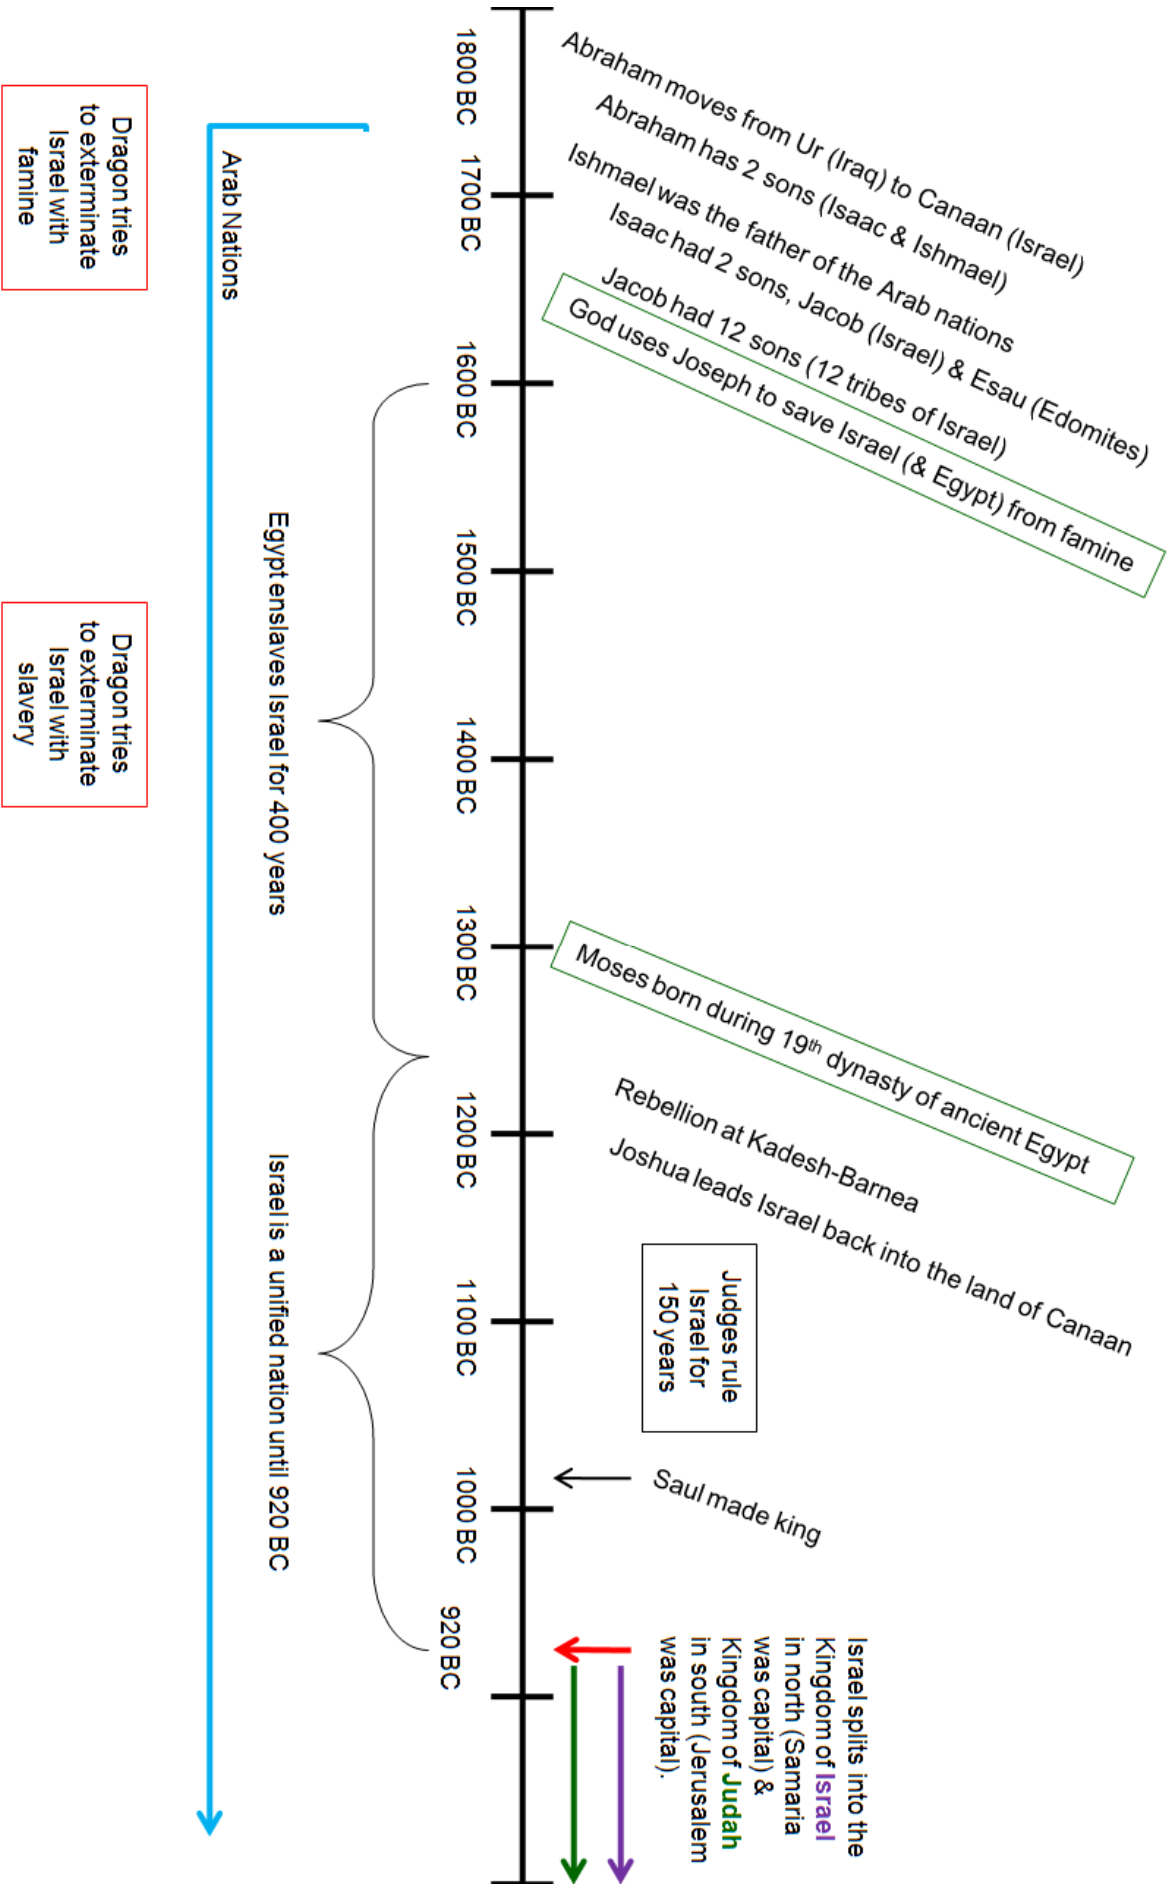 Abraham moves from Ur (Iraq) to Canaan (Israel)
Abraham has 2 sons (Isaac & Ishmael)
Ishmael was the father of the Arab nations
Isaac had 2 sons, Jacob (Israel) & Esau (Edomites)
Jacob had 12 sons (12 tribes of Israel)
God uses Joseph to save Israel (& Egypt) from famine
Moses born during 19th dynasty of ancient Egypt
Rebellion at Kadesh-Barnea
Joshua leads Israel back into the land of Canaan
Judges rule
Israel for
150 years
Saul made king
Israel splits into the
Kingdom of Israel
in north (Samaria
was capital) &
Kingdom of Judah
in south (Jerusalem
was capital).
1800 BC
1700 BC
1600 BC
1500 BC
1400 BC
1300 BC
1200 BC
1100 BC
1000 BC
920 BC
Egypt enslaves Israel for 400 years
Israel is a unified nation until 920 BC
Arab Nations
Dragon tries
to exterminate
Israel with
famine
Dragon tries
to exterminate
Israel with
slavery